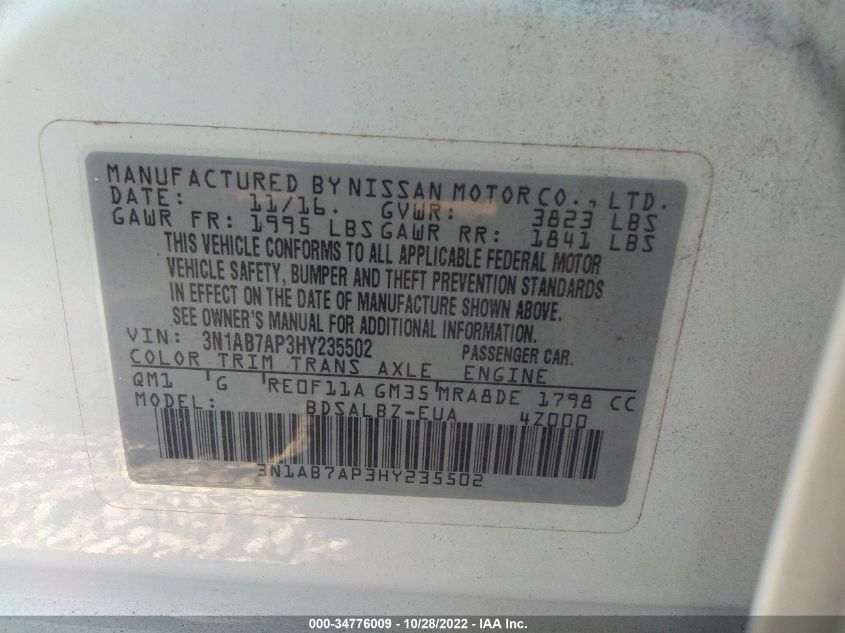 MANUFACTURED BY NISSAN MOTOR CO., LTD.
DATE: 11/16. GVWR: 3823 LBS
GAWR FR: 1995 LBS GAWR RR: 1841 LBS
THIS VEHICLE CONFORMS TO ALL APPLICABLE FEDERAL MOTOR
VEHICLE SAFETY, BUMPER AND THEFT PREVENTION STANDARDS
IN EFFECT ON THE DATE OF MANUFACTURE SHOWN ABOVE.
SEE OWNER'S MANUAL FOR ADDITIONAL INFORMATION.
VIN: 3N1AB7AP3HY235502 PASSENGER CAR.
COLOR TRIM TRANS AXLE ENGINE
QM1 G RE0F11A GM35 MRA8DE 1798 CC
MODEL: BDSALBZ-EUA 4Z000
3N1AB7AP3HY235502
000-34776009 - 10/28/2022 - IAA Inc.